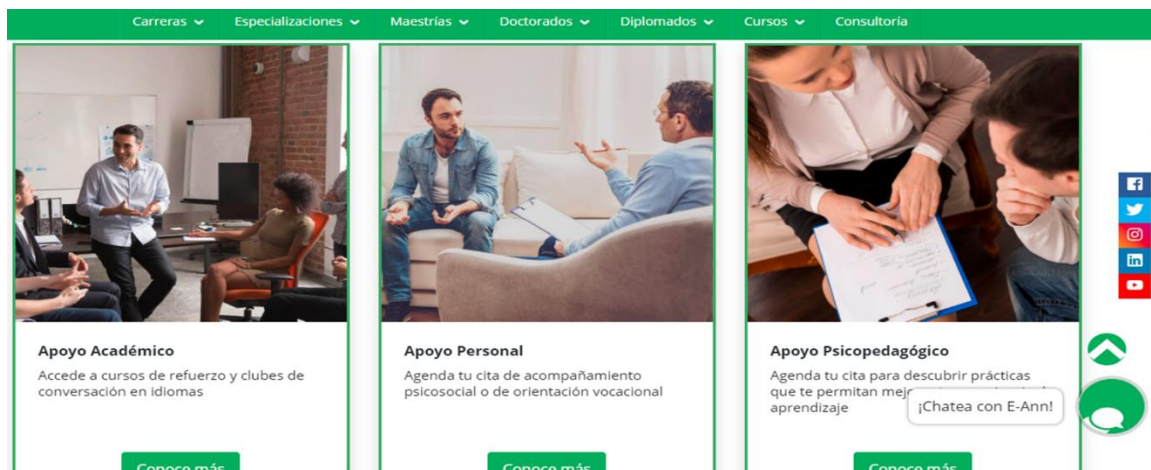 Carreras Especializaciones Maestrías Doctorados Diplomados Cursos Consultoría
Apoyo Académico
Accede a cursos de refuerzo y clubes de
conversación en idiomas
Conoce más
Apoyo Personal
Agenda tu cita de acompañamiento
psicosocial o de orientación vocacional
Conoce más
Apoyo Psicopedagógico
Agenda tu cita para descubrir prácticas
que te permitan
aprendizaje
Conoce más
¡Chatea con E-Ann!
in